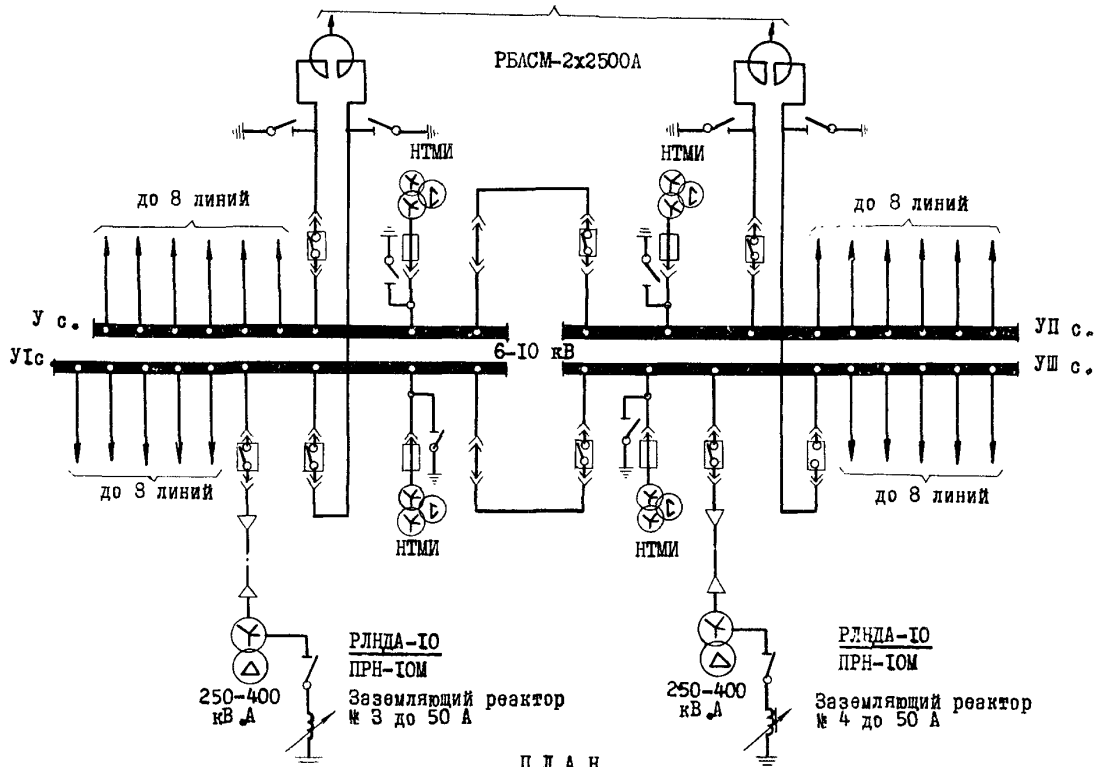 РБАСМ-2х2500А
НТМИ
НТМИ
до 8 линий
до 8 линий
У с.
УП с.
6-10 кВ
УIс
УШ с.
до 8 линий
до 8 линий
НТМИ
НТМИ
РЛНДА-10
ПРН-10М
250-400
кВ.А
Заземляющий реактор
№ 3 до 50 А
РЛНДА-10
ПРН-10М
250-400
кВ.А
Заземляющий реактор
№ 4 до 50 А
П Л А Н